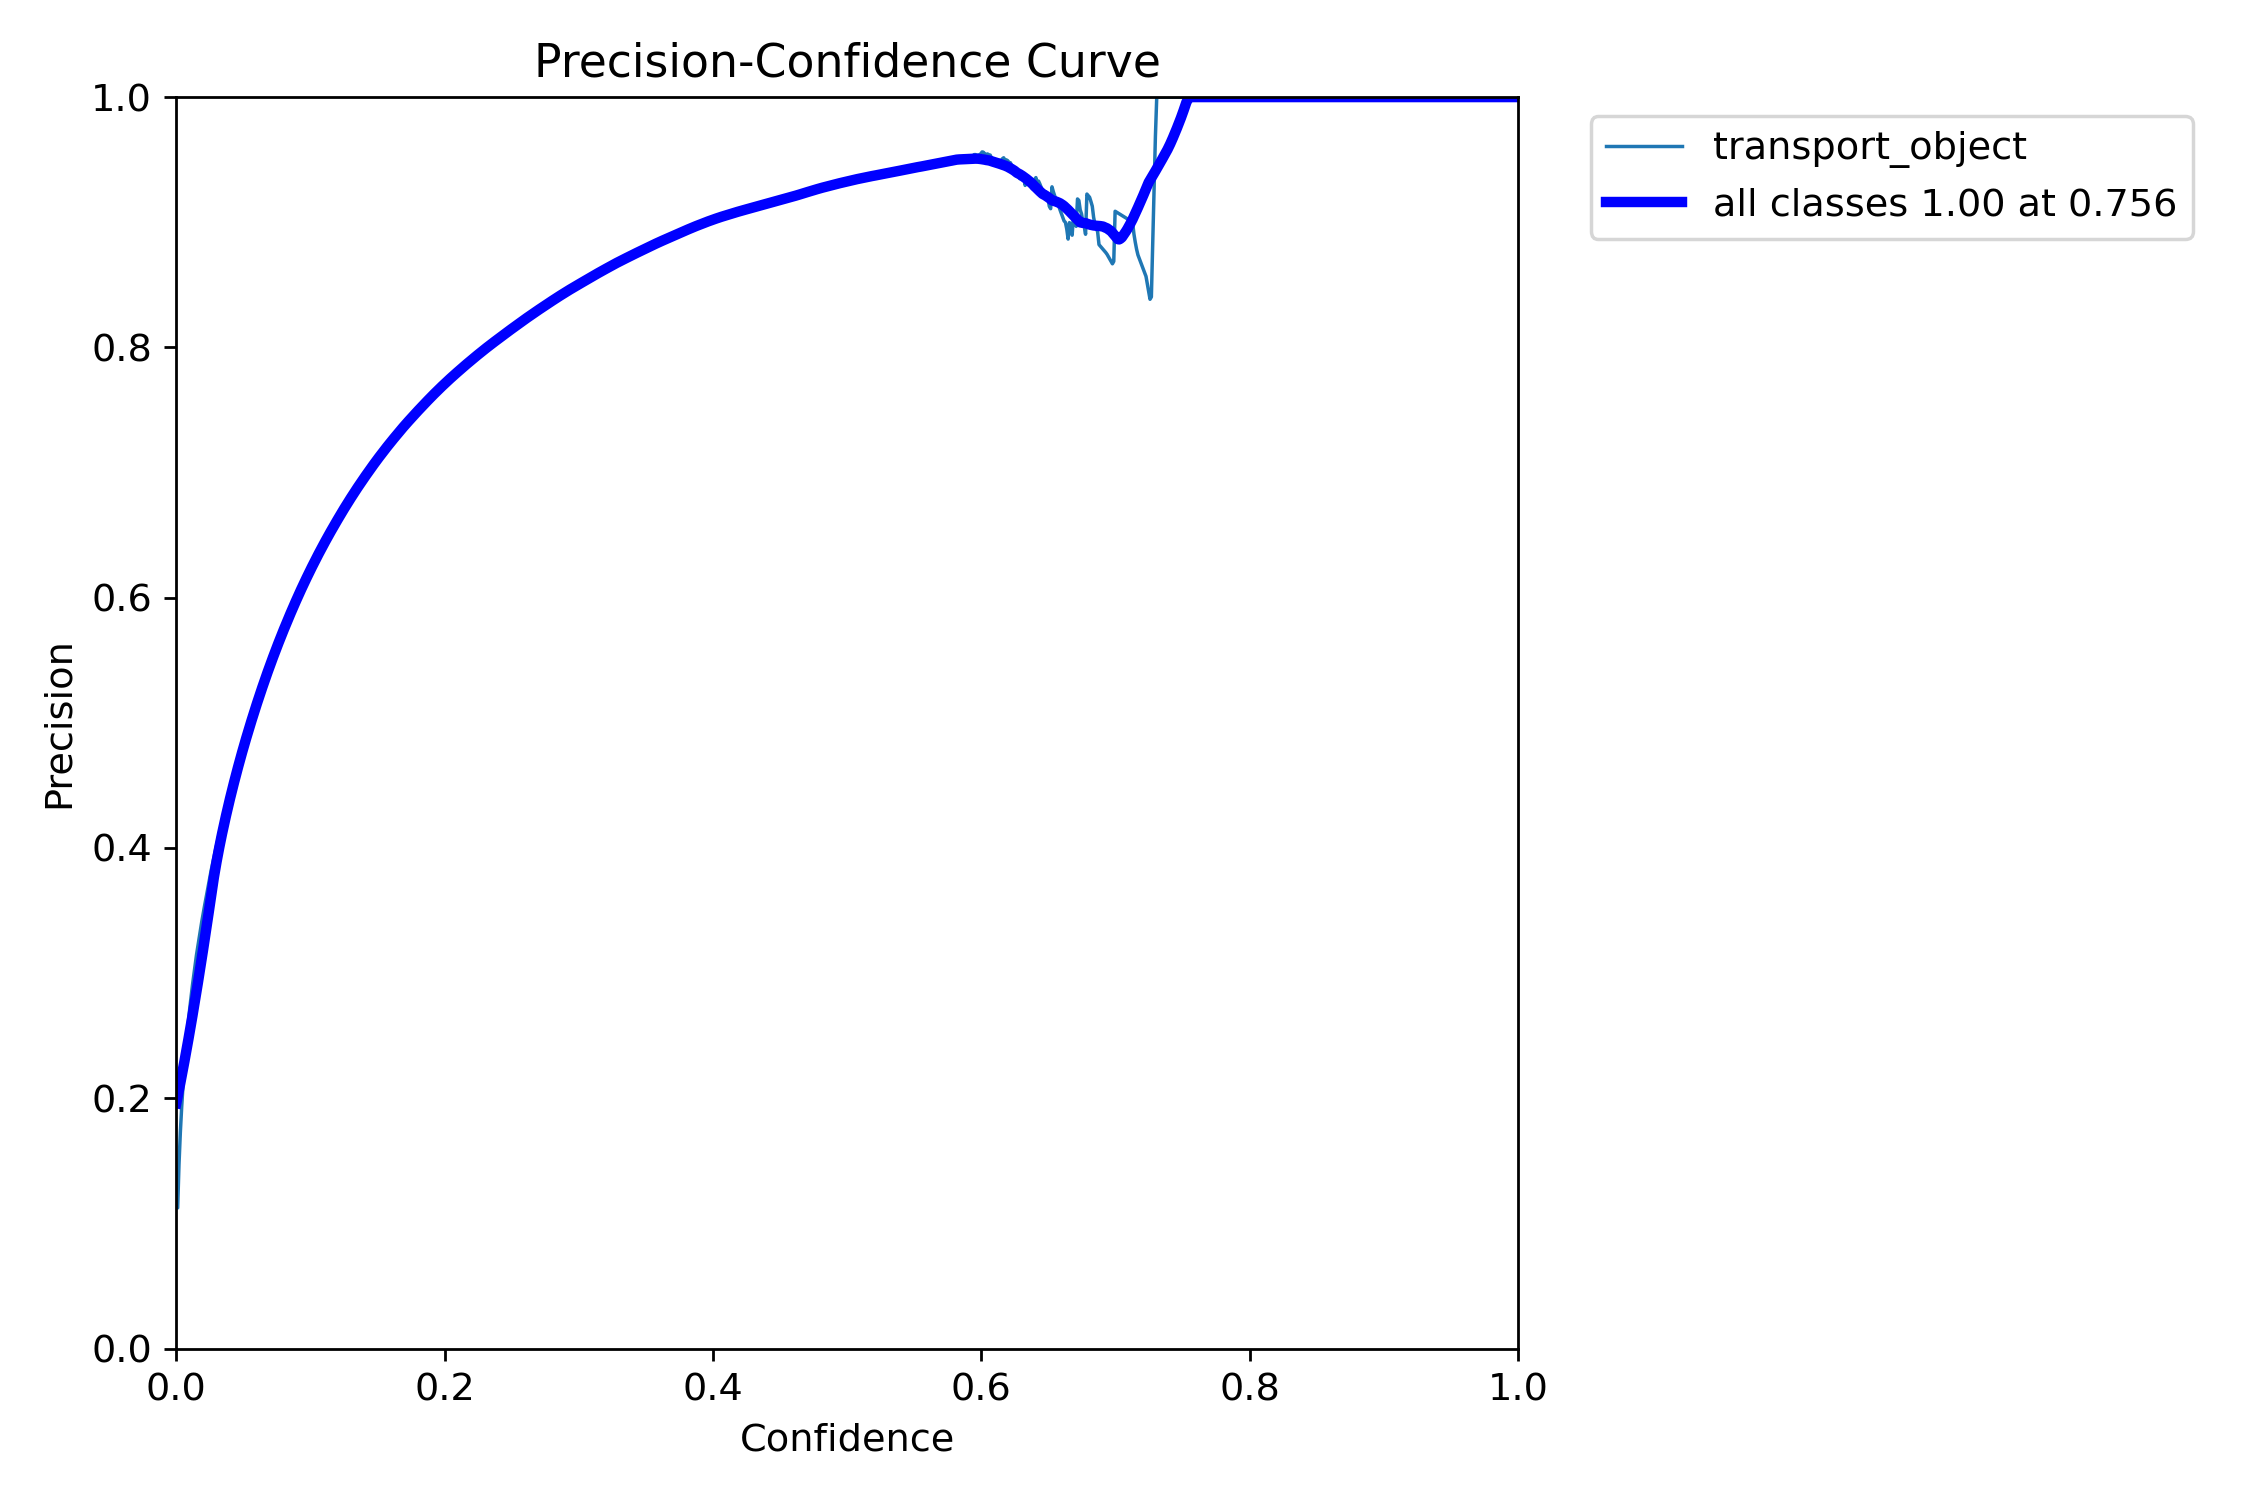 Precision-Confidence Curve
1.0
0.8
0.6
0.4
0.2
0.0
Precision
0.0 0.2 0.4 0.6 0.8 1.0
Confidence
transport_object
all classes 1.00 at 0.756